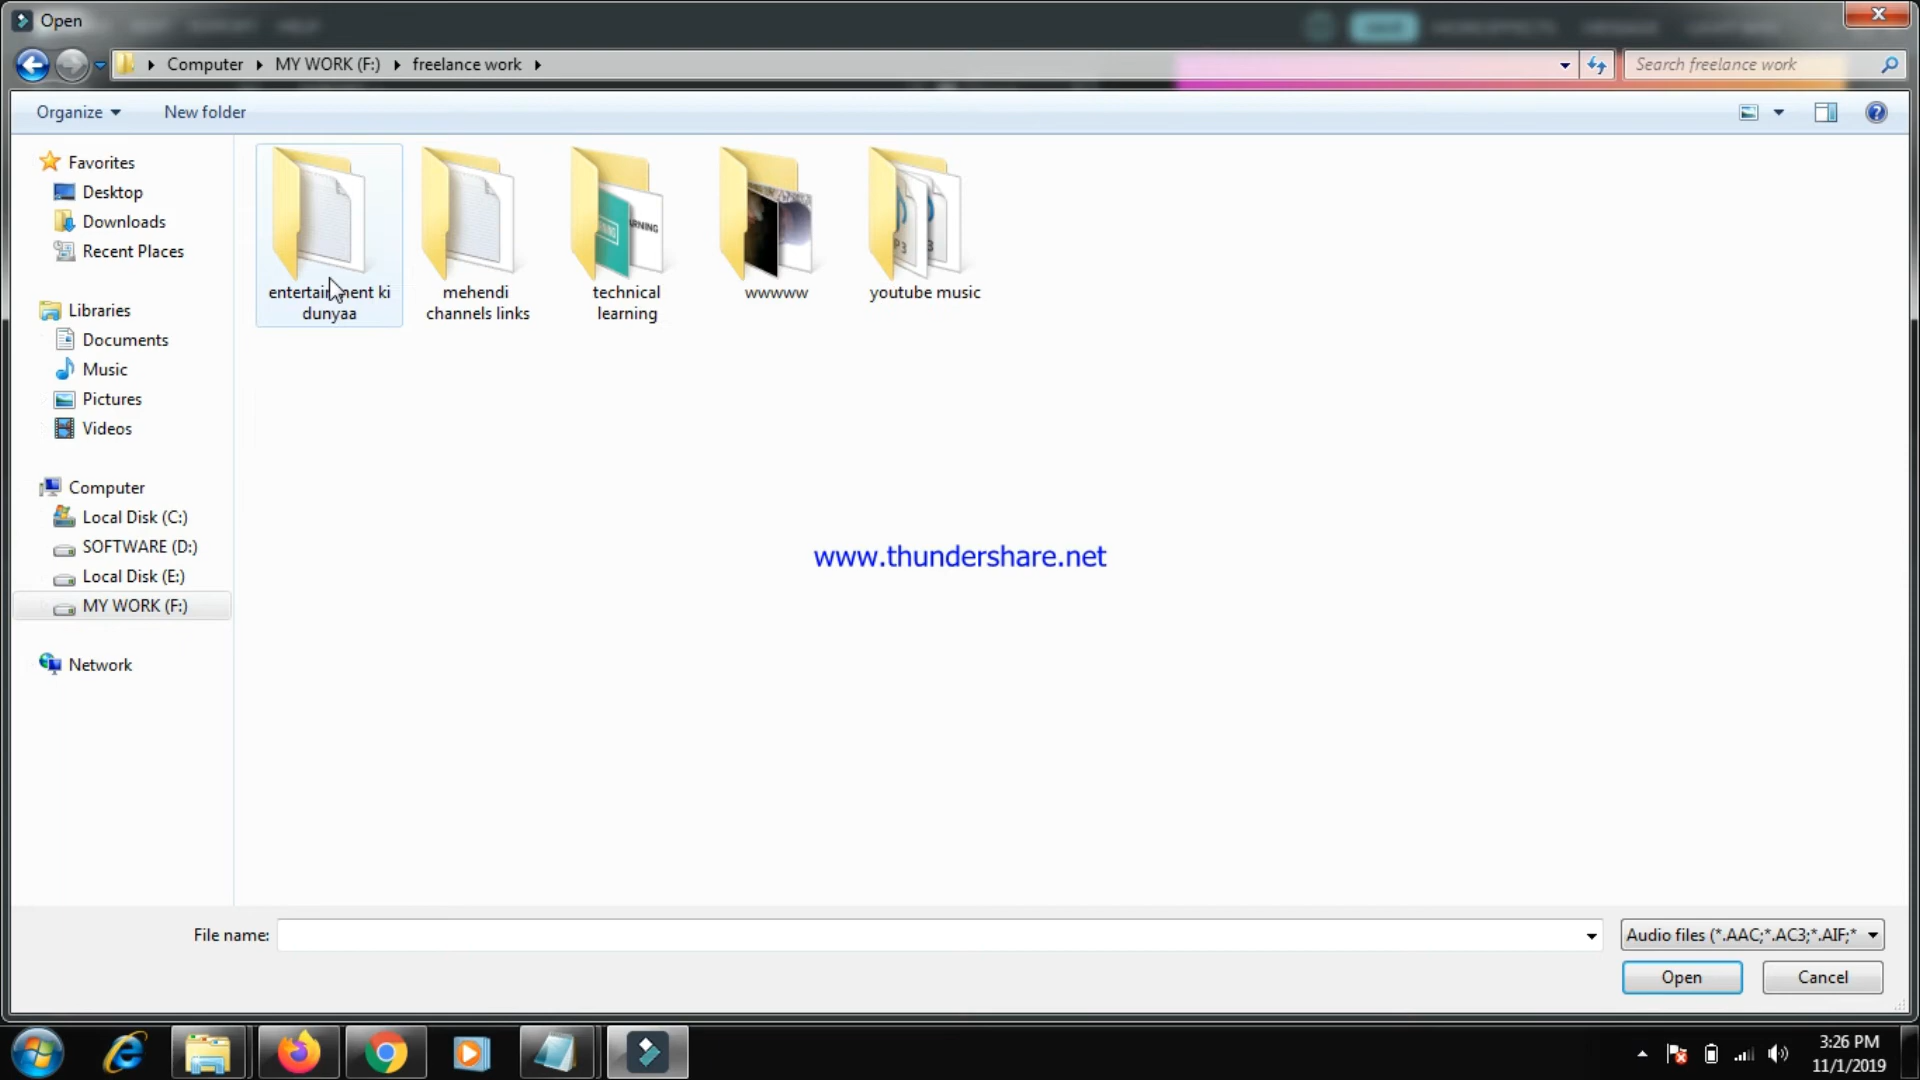 Open
Computer MY WORK (F:) freelance work
Search freelance work
Organize New folder
Favorites
Desktop
Downloads
Recent Places
Libraries
Documents
Music
Pictures
Videos
Computer
Local Disk (C:)
SOFTWARE (D:)
Local Disk (E:)
MY WORK (F:)
Network
entertainment ki
dunyaa
mehendi
channels links
technical
learning
wwwww
youtube music
www.thundershare.net
File name:
Audio files (*.AAC;*.AC3;*.AIF;*
Open Cancel
3:26 PM
11/1/2019